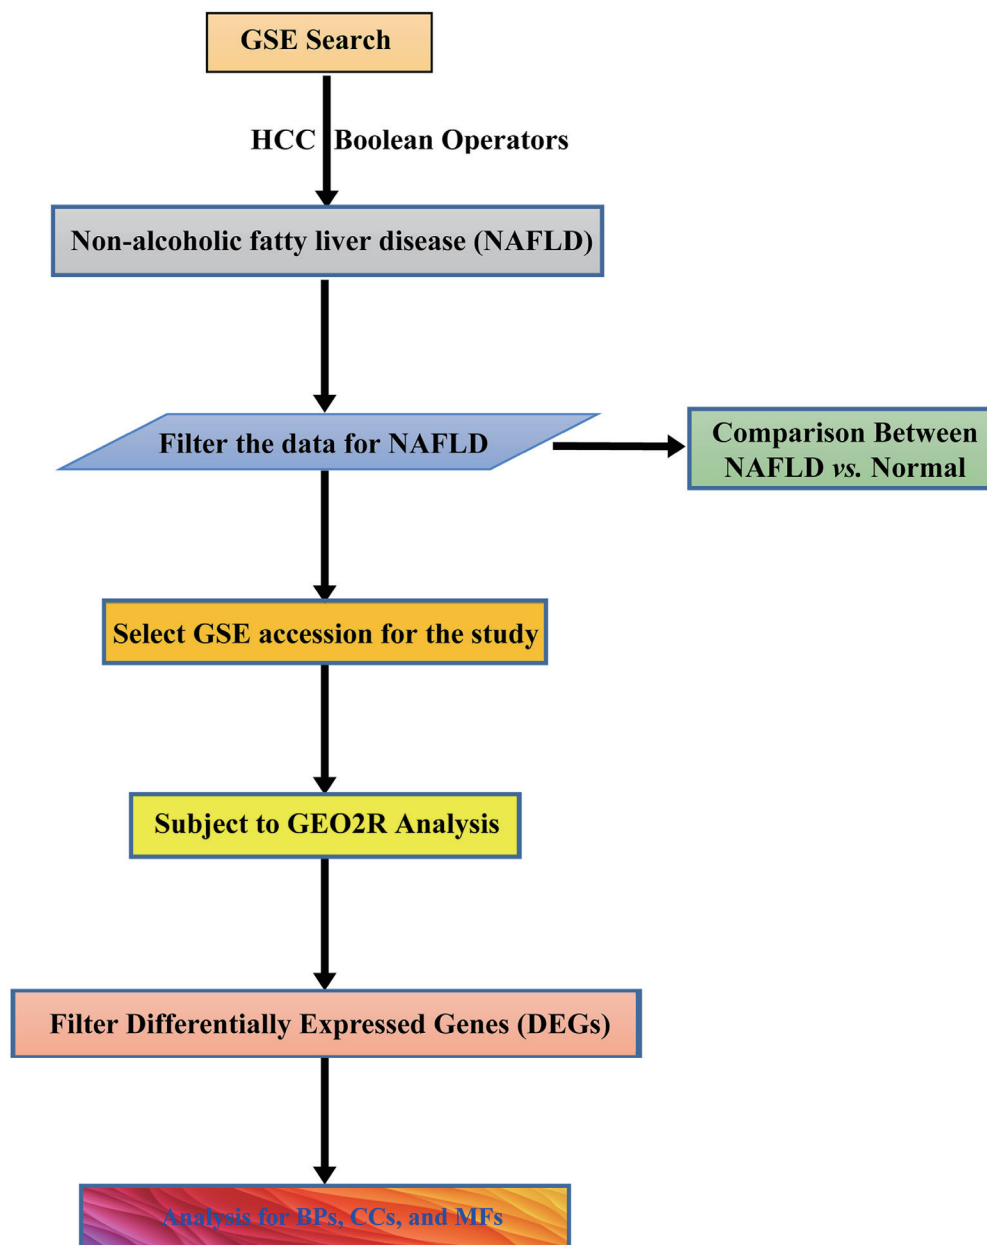 GSE Search
HCC Boolean Operators
Non-alcoholic fatty liver disease (NAFLD)
Filter the data for NAFLD
Comparison Between
NAFLD vs. Normal
Select GSE accession for the study
Subject to GEO2R Analysis
Filter Differentially Expressed Genes (DEGs)
Analysis for BPs, CCs, and MFs